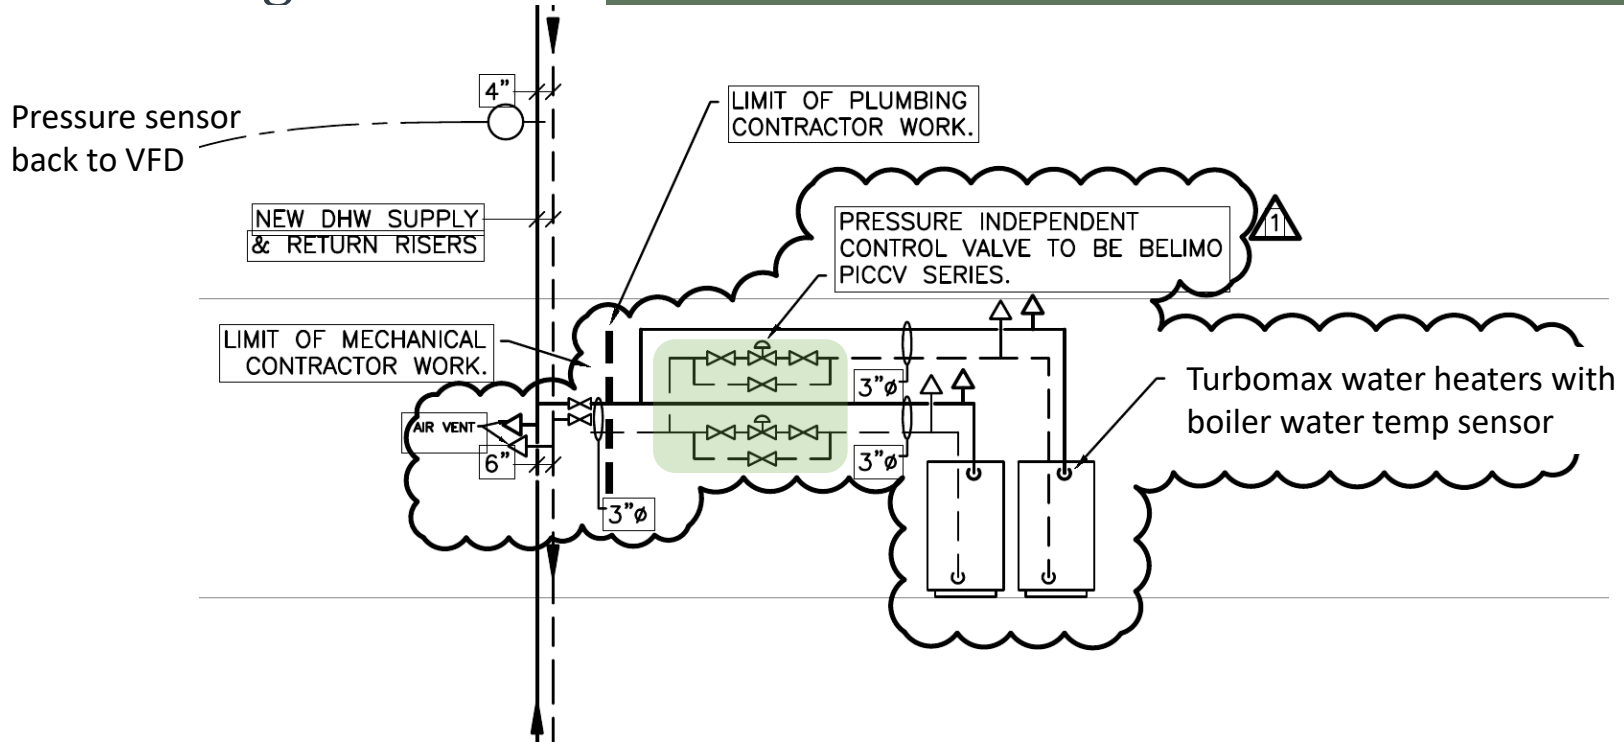 4"
Pressure sensor
back to VFD
LIMIT OF PLUMBING
CONTRACTOR WORK.
NEW DHW SUPPLY
& RETURN RISERS
PRESSURE INDEPENDENT
CONTROL VALVE TO BE BELIMO
PICCV SERIES.
1
LIMIT OF MECHANICAL
CONTRACTOR WORK.
3"ø
Turbomax water heaters with
boiler water temp sensor
AIR VENT
6"
3"ø
3"ø